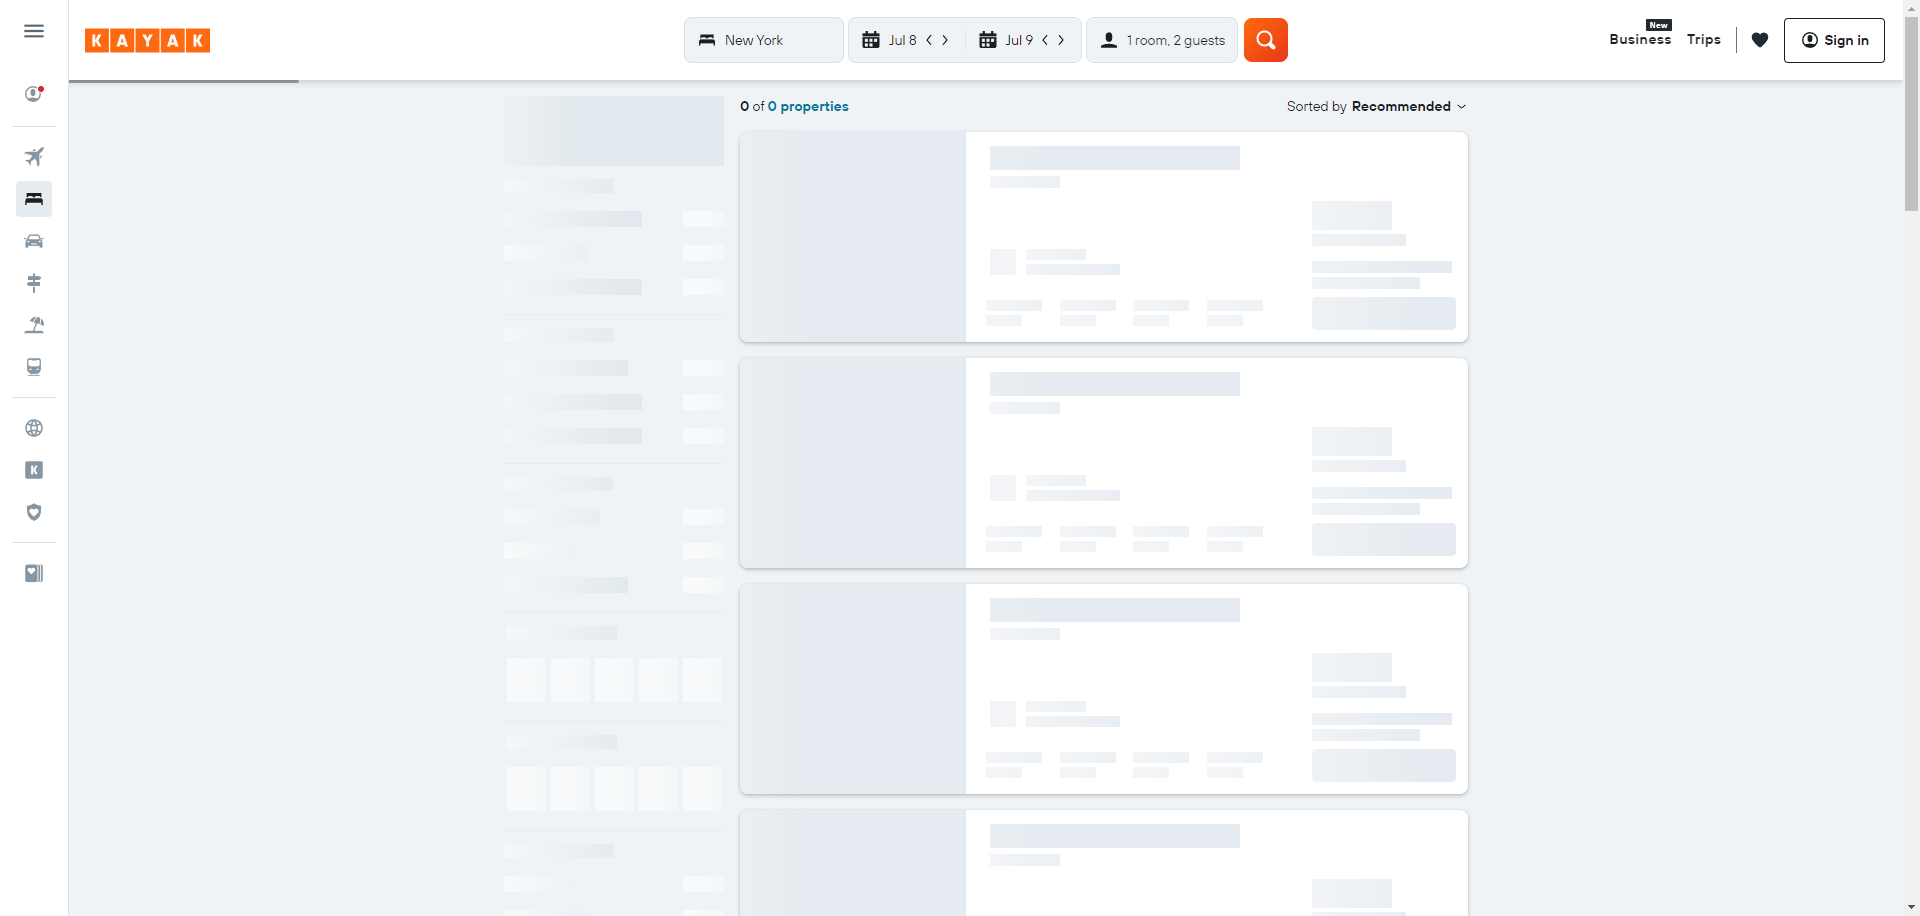 KAYAK
New York
Jul 8
Jul 9
1 room, 2 guests
New
Business
Trips
Sign in
0 of 0 properties
Sorted by Recommended
K